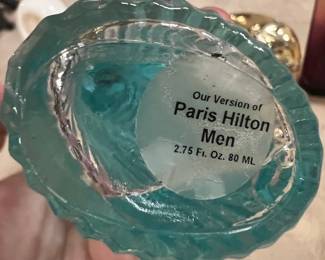 Our Version of
Paris Hilton
Men
2.75 Fl. Oz. 80 ML